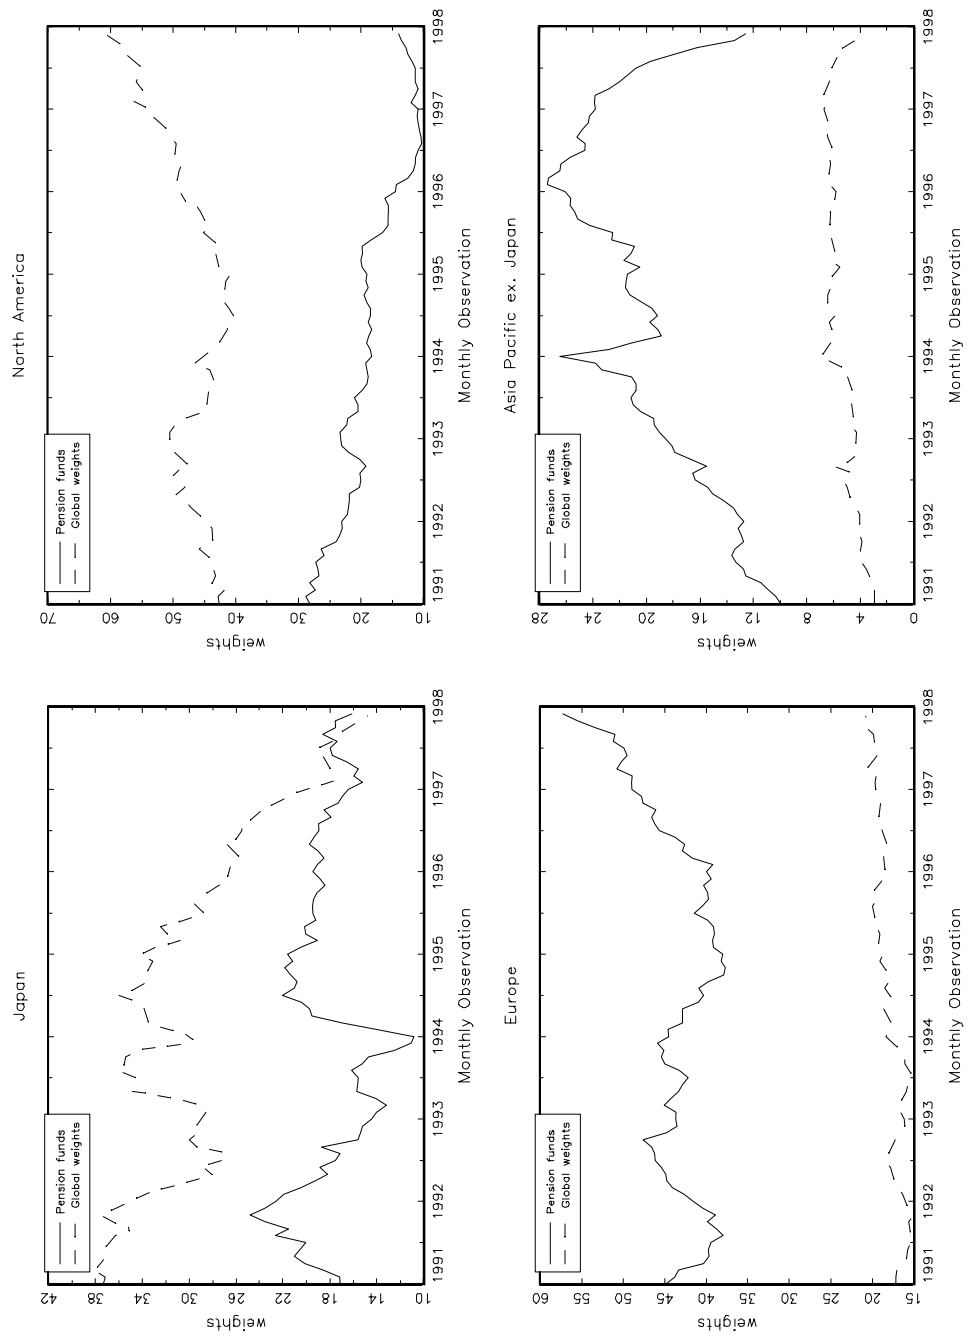 Japan
Pension funds
Global weights
weights
42
38
34
30
26
22
18
14
10
1991 1992 1993 1994 1995 1996 1997 1998
Monthly Observation
North America
Pension funds
Global weights
weights
70
60
50
40
30
20
10
1991 1992 1993 1994 1995 1996 1997 1998
Monthly Observation
Europe
Pension funds
Global weights
weights
60
55
50
45
40
35
30
25
20
15
1991 1992 1993 1994 1995 1996 1997 1998
Monthly Observation
Asia Pacific ex. Japan
Pension funds
Global weights
weights
28
24
20
16
12
8
4
0
1991 1992 1993 1994 1995 1996 1997 1998
Monthly Observation